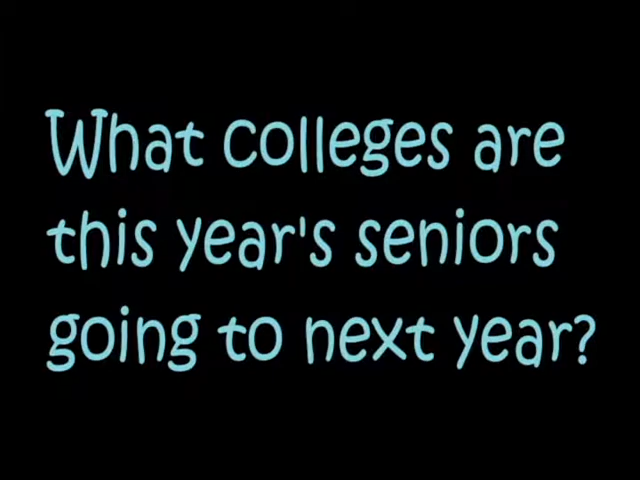 What colleges are
this year's seniors
going to next year?